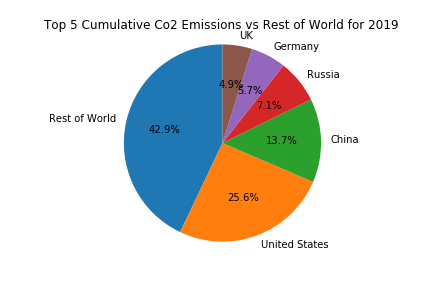 Top 5 Cumulative Co2 Emissions vs Rest of World for 2019
UK
Germany
Russia
China
United States
Rest of World
4.9%
5.7%
7.1%
13.7%
25.6%
42.9%